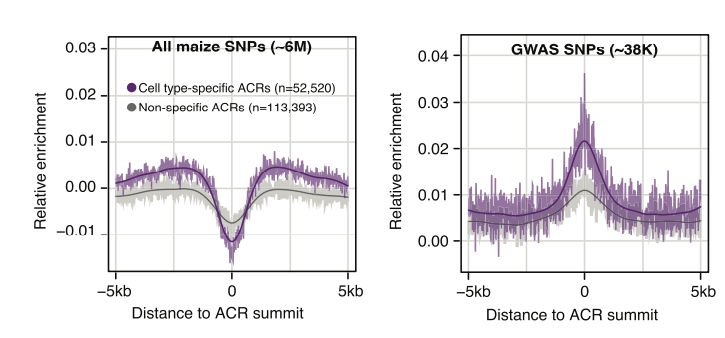 All maize SNPs (~6M)
Cell type-specific ACRs (n=52,520)
Non-specific ACRs (n=113,393)
0.03
0.02
0.01
0.00
−0.01
Relative enrichment
−5kb 0 5kb
Distance to ACR summit
GWAS SNPs (~38K)
0.04
0.03
0.02
0.01
0.00
Relative enrichment
−5kb 0 5kb
Distance to ACR summit